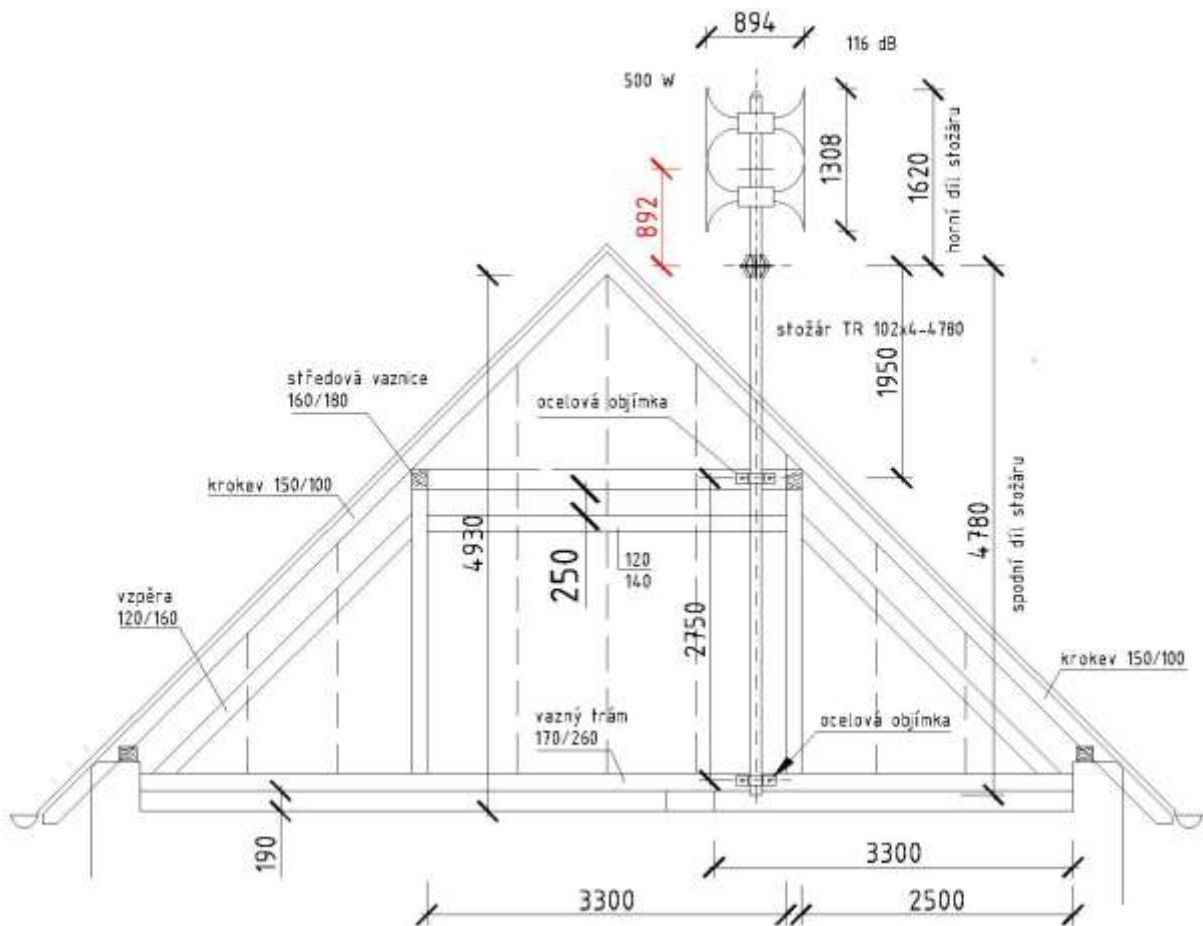 894
116 dB
500 W
1308
1620
horní díl stožáru
892
stožár TR 102x4-4780
1950
středová vaznice
160/180
ocelová objímka
krokev 150/100
4930
250
120
140
4780
spodní díl stožáru
2750
vzpěra
120/160
krokev 150/100
vazný trám
170/260
ocelová objímka
190
3300
3300
2500